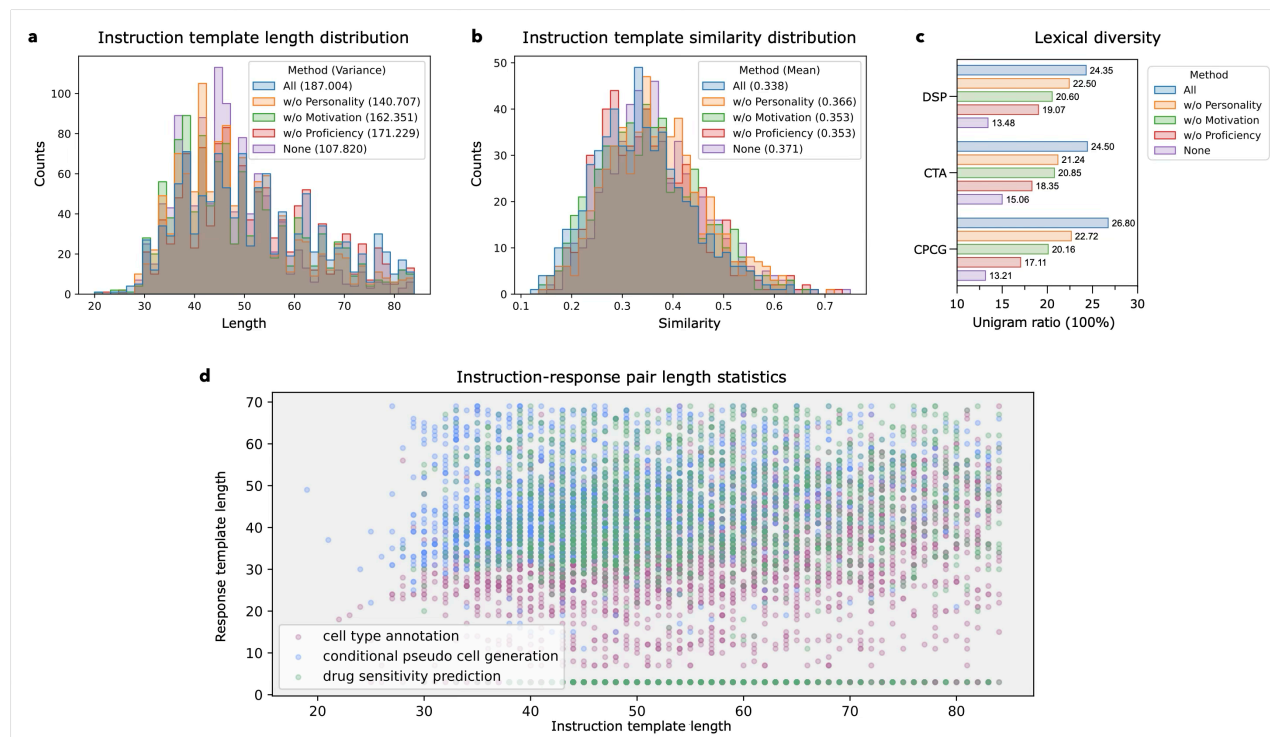 a
Instruction template length distribution
Counts
0
20
40
60
80
100
20
30
40
50
60
70
80
Length
Method (Variance)
All (187.004)
w/o Personality (140.707)
w/o Motivation (162.351)
w/o Proficiency (171.229)
None (107.820)
b
Instruction template similarity distribution
Counts
0
10
20
30
40
50
0.1
0.2
0.3
0.4
0.5
0.6
0.7
Similarity
Method (Mean)
All (0.338)
w/o Personality (0.366)
w/o Motivation (0.353)
w/o Proficiency (0.353)
None (0.371)
c
Lexical diversity
DSP
24.35
22.50
20.60
19.07
13.48
CTA
24.50
21.24
20.85
18.35
15.06
CPCG
26.80
22.72
20.16
17.11
13.21
10
15
20
25
30
Unigram ratio (100%)
Method
All
w/o Personality
w/o Motivation
w/o Proficiency
None
d
Instruction-response pair length statistics
Response template length
70
60
50
40
30
20
10
0
cell type annotation
conditional pseudo cell generation
drug sensitivity prediction
20
30
40
50
60
70
80
Instruction template length